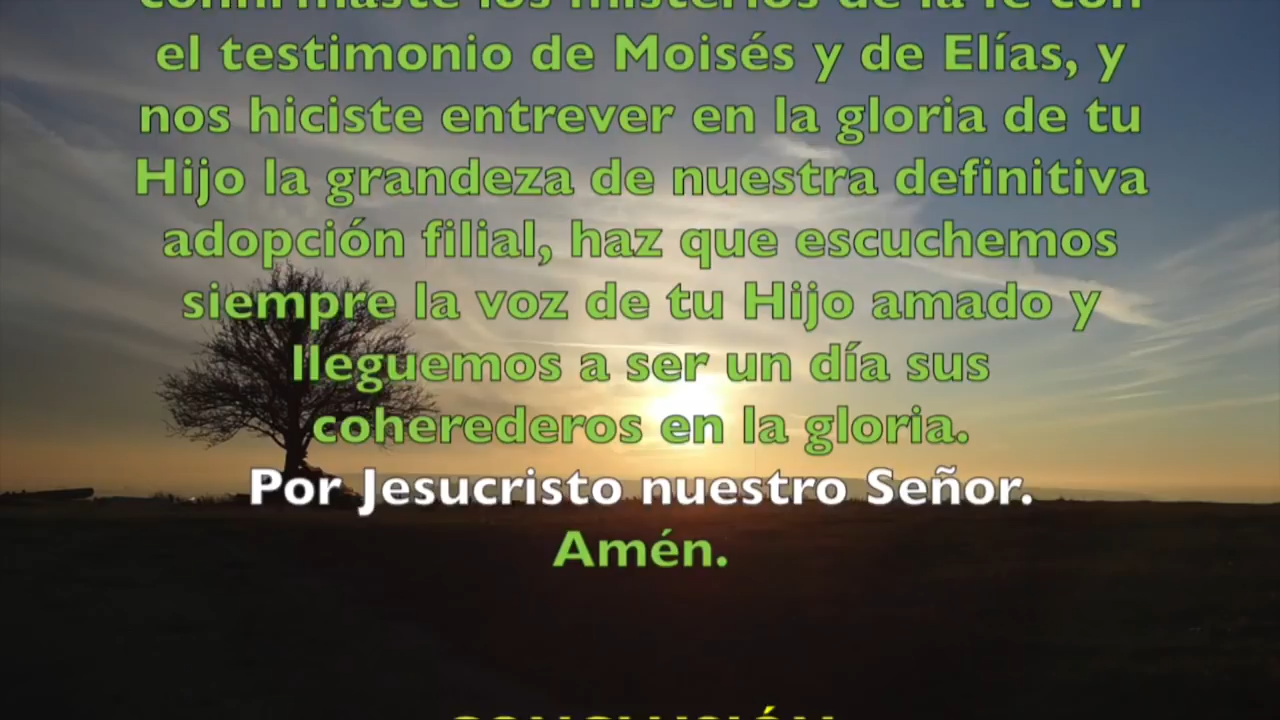 confirmaste los misterios de la fe con
el testimonio de Moisés y de Elías, y
nos hiciste entrever en la gloria de tu
Hijo la grandeza de nuestra definitiva
adopción filial, haz que escuchemos
siempre la voz de tu Hijo amado y
lleguemos a ser un día sus
coherederos en la gloria.
Por Jesucristo nuestro Señor.
Amén.
CONCLUSIÓN